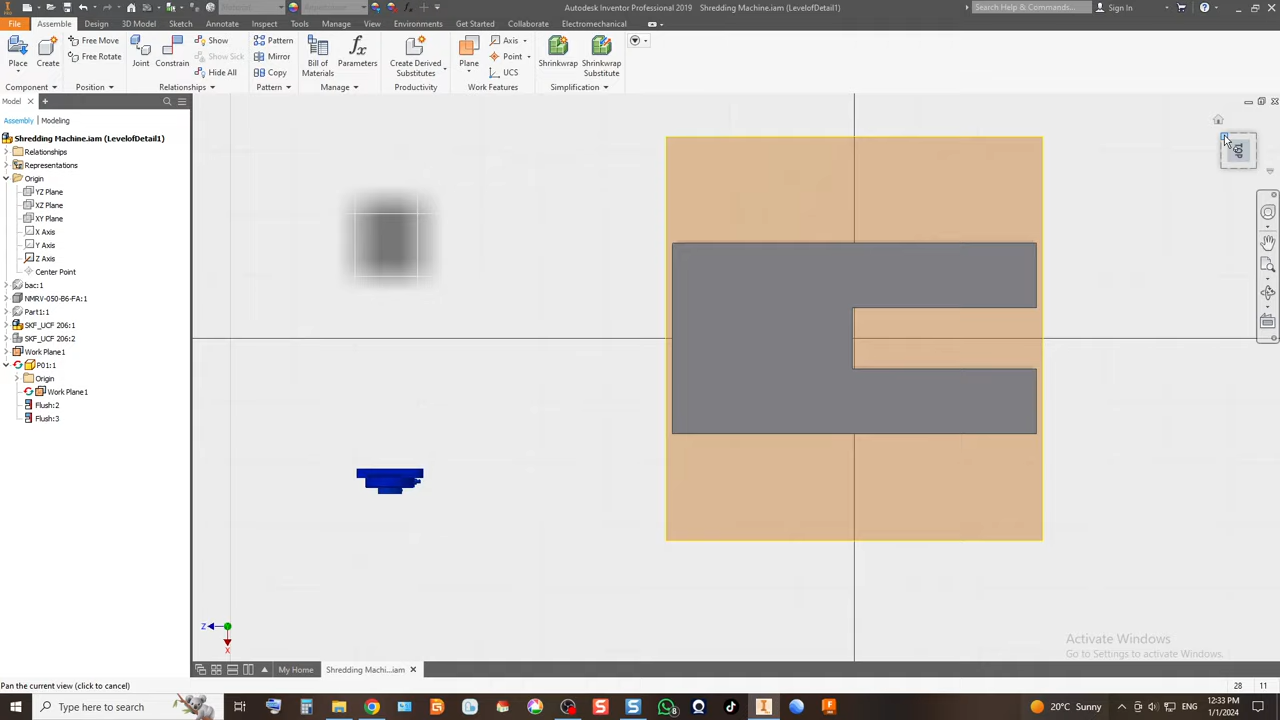 Autodesk Inventor Professional 2019   Shredding Machine.iam (LevelofDetail1)
Search Help & Commands...
Sign In
File Assemble Design 3D Model Sketch Annotate Inspect Tools Manage View Environments Get Started Collaborate Electromechanical
Place
Create
Free Move
Free Rotate
Joint
Constrain
Show
Show Sick
Hide All
Pattern
Mirror
Copy
Bill of Materials
Parameters
Create Derived Substitutes
Plane
Axis
Point
UCS
Shrinkwrap
Shrinkwrap Substitute
Component Position Relationships Pattern Manage Productivity Work Features Simplification
Model
Assembly Modeling
Shredding Machine.iam (LevelofDetail1)
Relationships
Representations
Origin
YZ Plane
XZ Plane
XY Plane
X Axis
Y Axis
Z Axis
Center Point
bac:1
NMRV-050-B6-FA:1
Part1:1
SKF_UCF 206:1
SKF_UCF 206:2
Work Plane1
P01:1
Origin
Work Plane1
Flush:2
Flush:3
TOP
Z
X
Activate Windows
Go to Settings to activate Windows.
My Home
Shredding Machi...iam
Pan the current view (click to cancel)
28 11
Type here to search
20°C Sunny
12:33 PM
1/1/2024